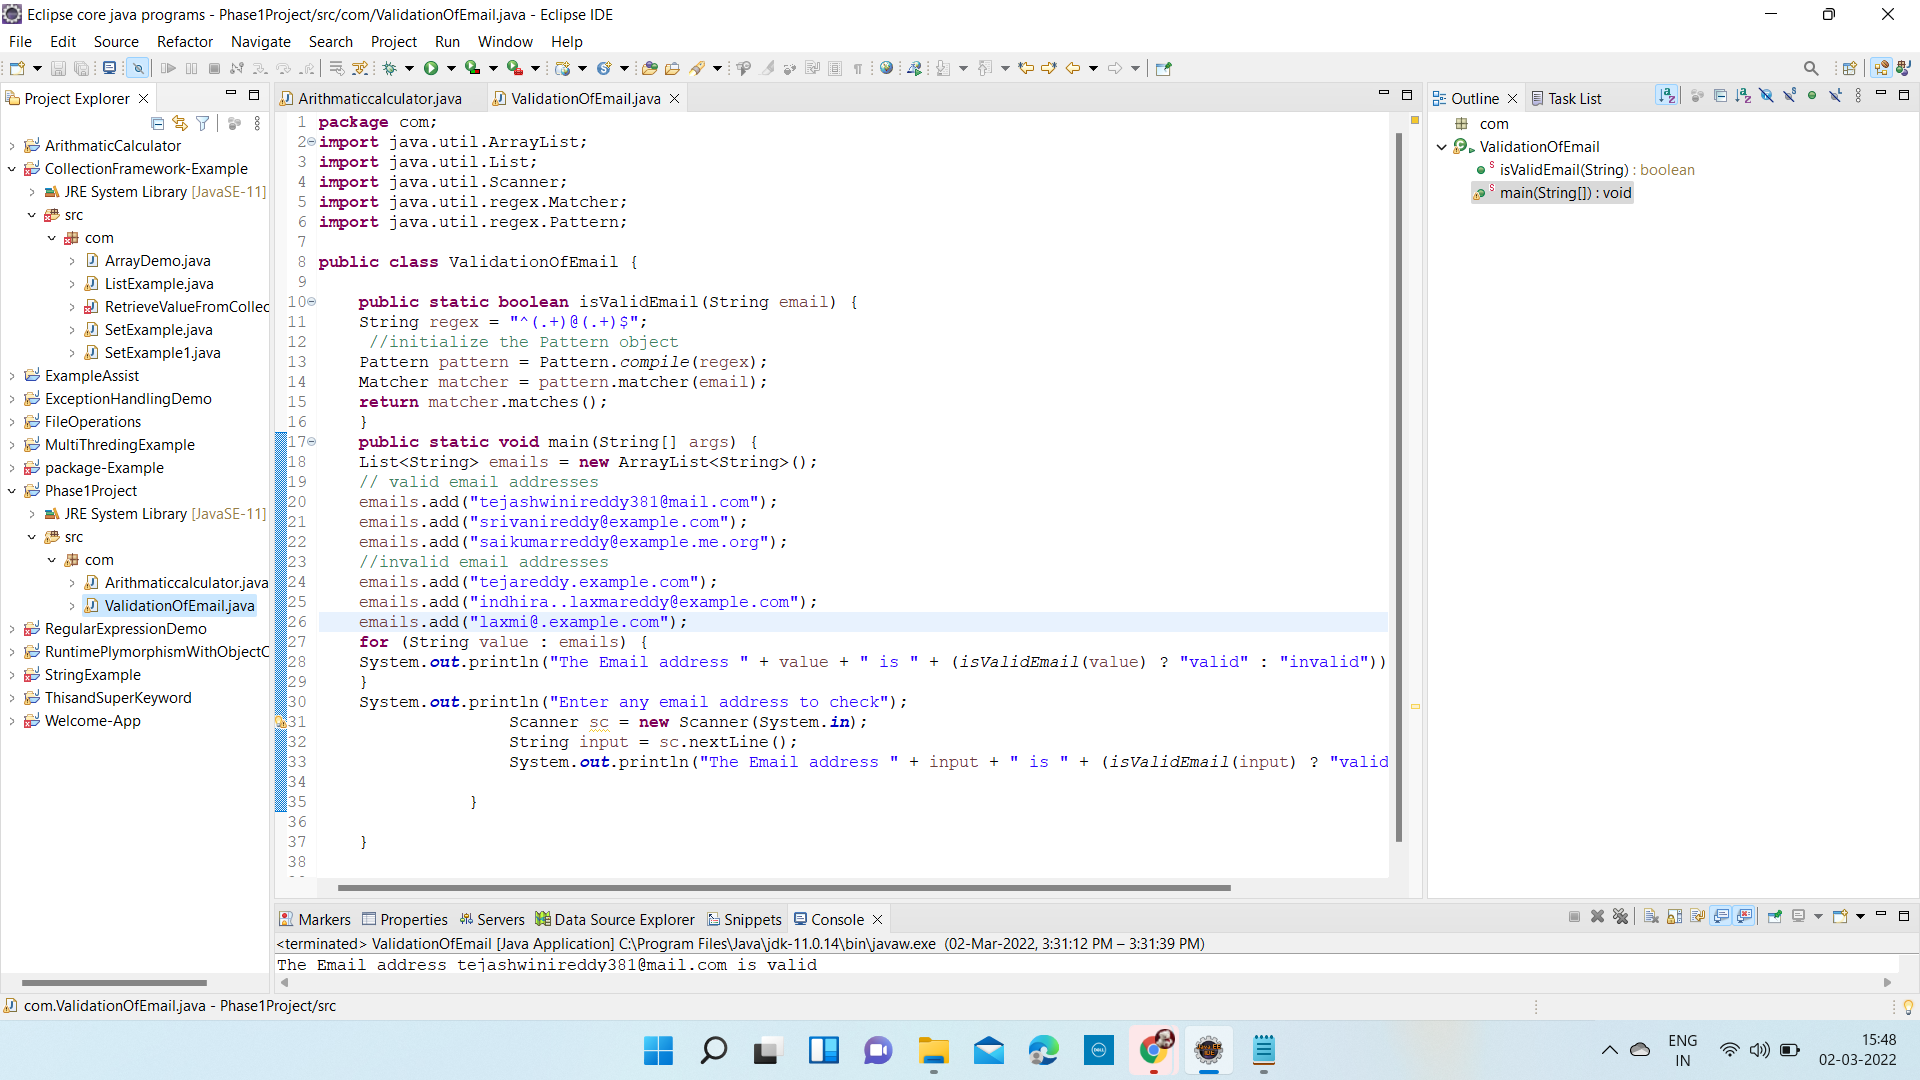 Eclipse core java programs - Phase1Project/src/com/ValidationOfEmail.java - Eclipse IDE
File Edit Source Refactor Navigate Search Project Run Window Help
Project Explorer
ArithmaticCalculator
CollectionFramework-Example
JRE System Library [JavaSE-11]
src
com
ArrayDemo.java
ListExample.java
RetrieveValueFromCollec
SetExample.java
SetExample1.java
ExampleAssist
ExceptionHandlingDemo
FileOperations
MultiThredingExample
package-Example
Phase1Project
JRE System Library [JavaSE-11]
src
com
Arithmaticcalculator.java
ValidationOfEmail.java
RegularExpressionDemo
RuntimePlymorphismWithObjectC
StringExample
ThisandSuperKeyword
Welcome-App
Arithmaticcalculator.java ValidationOfEmail.java
1 package com;
2 import java.util.ArrayList;
3 import java.util.List;
4 import java.util.Scanner;
5 import java.util.regex.Matcher;
6 import java.util.regex.Pattern;
7
8 public class ValidationOfEmail {
9
10 public static boolean isValidEmail(String email) {
11 String regex = "^(.+)@(.+)$";
12 //initialize the Pattern object
13 Pattern pattern = Pattern.compile(regex);
14 Matcher matcher = pattern.matcher(email);
15 return matcher.matches();
16 }
17 public static void main(String[] args) {
18 List<String> emails = new ArrayList<String>();
19 // valid email addresses
20 emails.add("tejashwinireddy381@mail.com");
21 emails.add("srivanireddy@example.com");
22 emails.add("saikumarreddy@example.me.org");
23 //invalid email addresses
24 emails.add("tejareddy.example.com");
25 emails.add("indhira..laxmareddy@example.com");
26 emails.add("laxmi@.example.com");
27 for (String value : emails) {
28 System.out.println("The Email address " + value + " is " + (isValidEmail(value) ? "valid" : "invalid"))
29 }
30 System.out.println("Enter any email address to check");
31 Scanner sc = new Scanner(System.in);
32 String input = sc.nextLine();
33 System.out.println("The Email address " + input + " is " + (isValidEmail(input) ? "valid
34
35 }
36
37 }
38
Outline Task List
com
ValidationOfEmail
isValidEmail(String) : boolean
main(String[]) : void
Markers Properties Servers Data Source Explorer Snippets Console
<terminated> ValidationOfEmail [Java Application] C:\Program Files\Java\jdk-11.0.14\bin\javaw.exe (02-Mar-2022, 3:31:12 PM – 3:31:39 PM)
The Email address tejashwinireddy381@mail.com is valid
com.ValidationOfEmail.java - Phase1Project/src
ENG
IN
15:48
02-03-2022